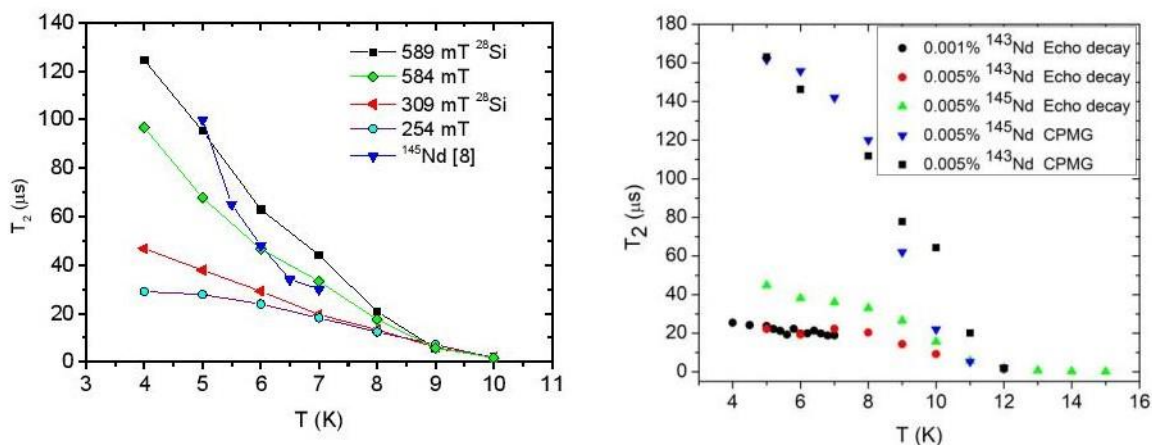 140
120
100
80
60
40
20
0
T₂ (μs)
3 4 5 6 7 8 9 10 11
T (K)
589 mT ²⁸Si
584 mT
309 mT ²⁸Si
254 mT
¹⁴⁵Nd [8]
180
160
140
120
100
80
60
40
20
0
T₂ (μs)
4 6 8 10 12 14 16
T (K)
0.001% ¹⁴³Nd Echo decay
0.005% ¹⁴³Nd Echo decay
0.005% ¹⁴⁵Nd Echo decay
0.005% ¹⁴⁵Nd CPMG
0.005% ¹⁴³Nd CPMG